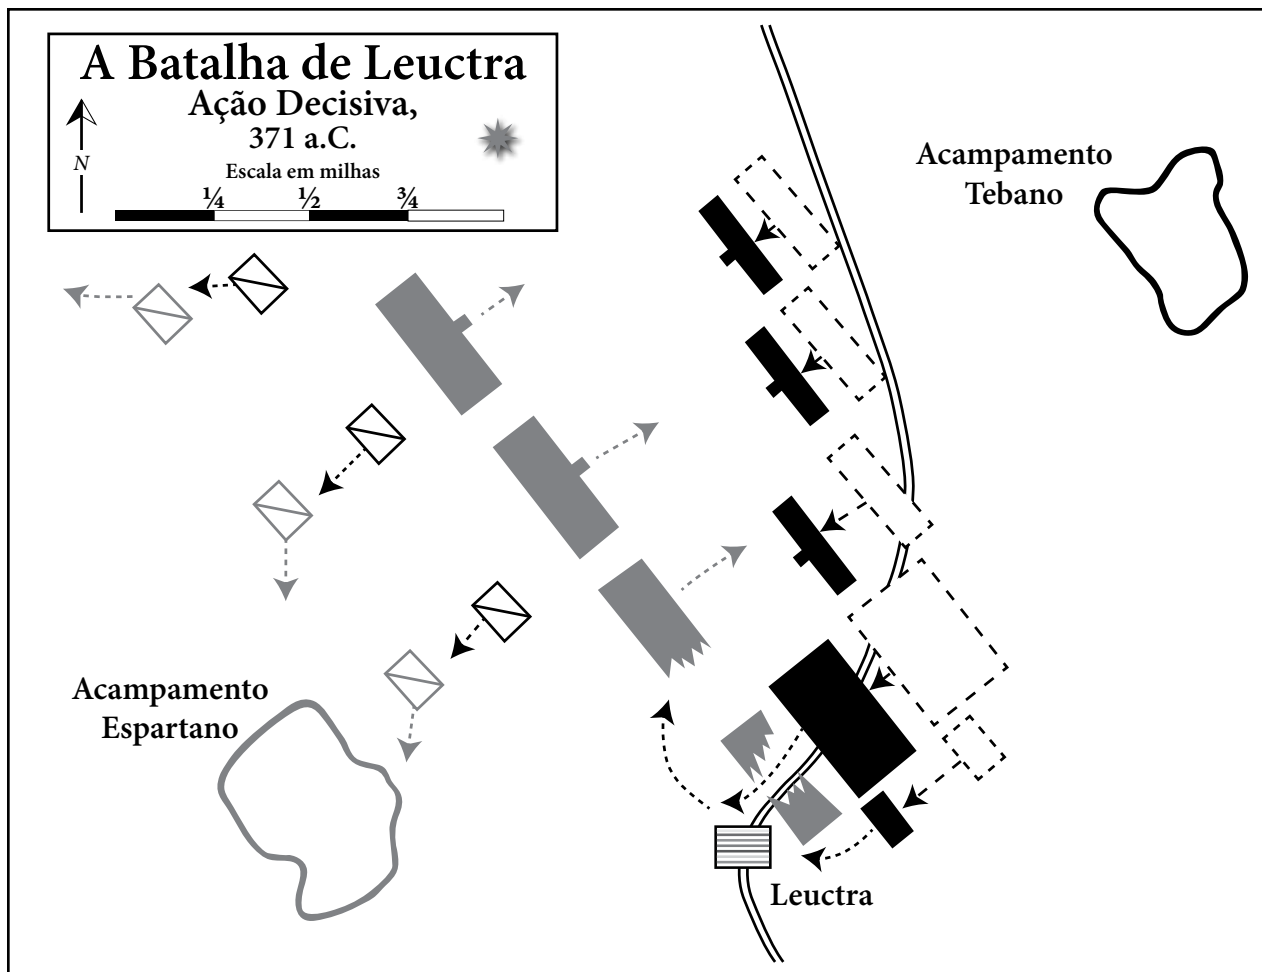 A Batalha de Leuctra
Ação Decisiva,
371 a.C.
Escala em milhas
N
¼ ½ ¾
Acampamento
Tebano
Acampamento
Espartano
Leuctra